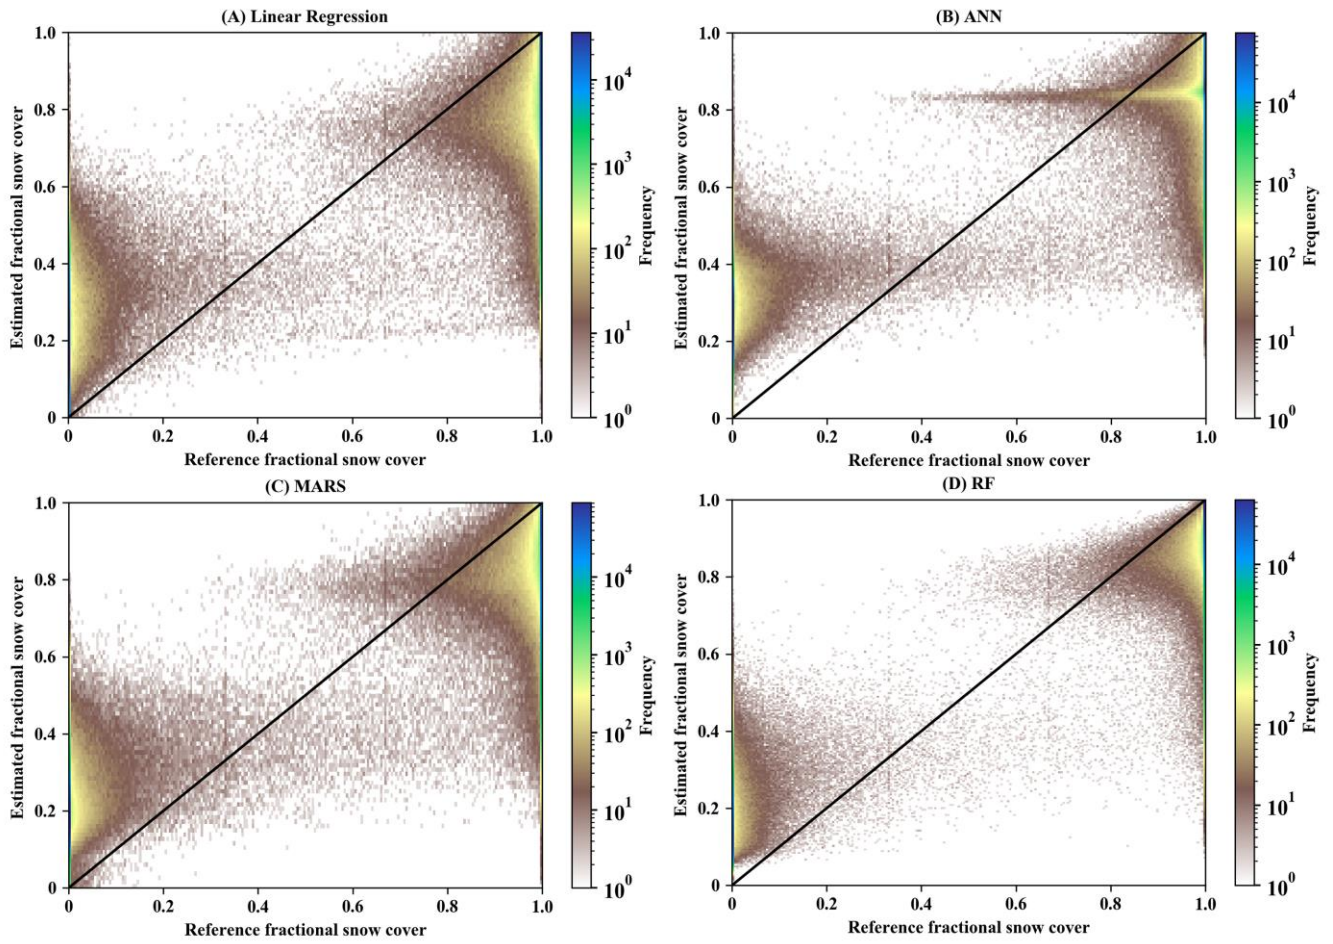 (A) Linear Regression
1.0
0.8
0.6
0.4
0.2
0
Estimated fractional snow cover
0 0.2 0.4 0.6 0.8 1.0
Reference fractional snow cover
10^4
10^3
10^2
10^1
10^0
Frequency
(B) ANN
1.0
0.8
0.6
0.4
0.2
0
Estimated fractional snow cover
0 0.2 0.4 0.6 0.8 1.0
Reference fractional snow cover
10^4
10^3
10^2
10^1
10^0
Frequency
(C) MARS
1.0
0.8
0.6
0.4
0.2
0
Estimated fractional snow cover
0 0.2 0.4 0.6 0.8 1.0
Reference fractional snow cover
10^4
10^3
10^2
10^1
10^0
Frequency
(D) RF
1.0
0.8
0.6
0.4
0.2
0
Estimated fractional snow cover
0 0.2 0.4 0.6 0.8 1.0
Reference fractional snow cover
10^4
10^3
10^2
10^1
10^0
Frequency